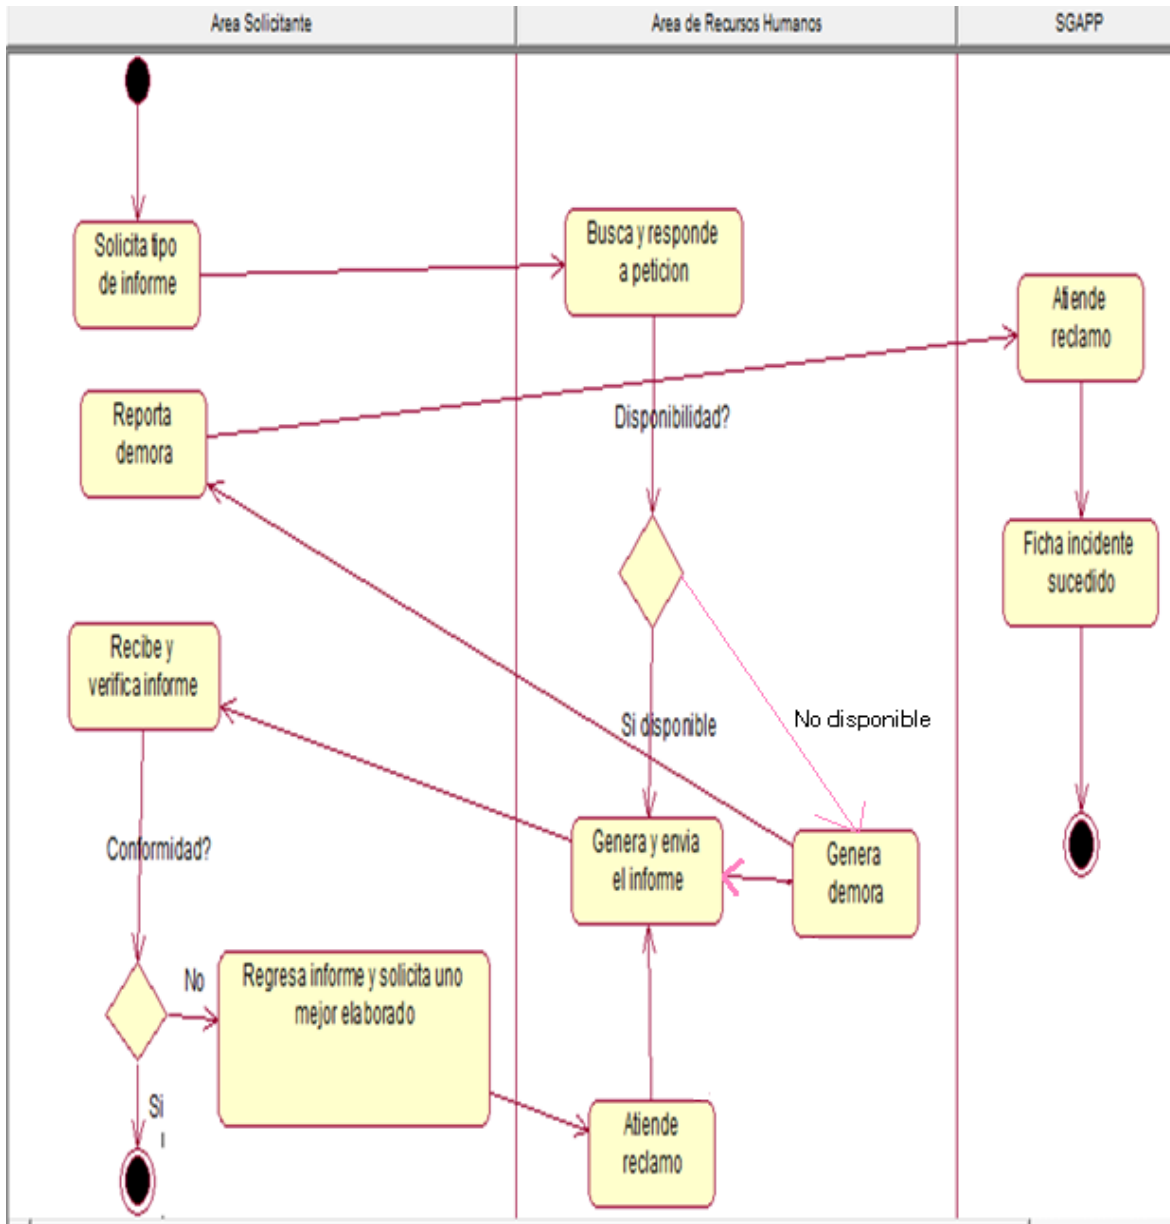 Area Solicitante
Area de Recursos Humanos
SGAPP
Solicita tipo
de informe
Busca y responde
a peticion
Atiende
reclamo
Reporta
demora
Disponibilidad?
Ficha incidente
sucedido
Recibe y
verifica informe
Si disponible
No disponible
Conformidad?
Genera y envia
el informe
Genera
demora
No
Regresa informe y solicita uno
mejor elaborado
Si
Atiende
reclamo